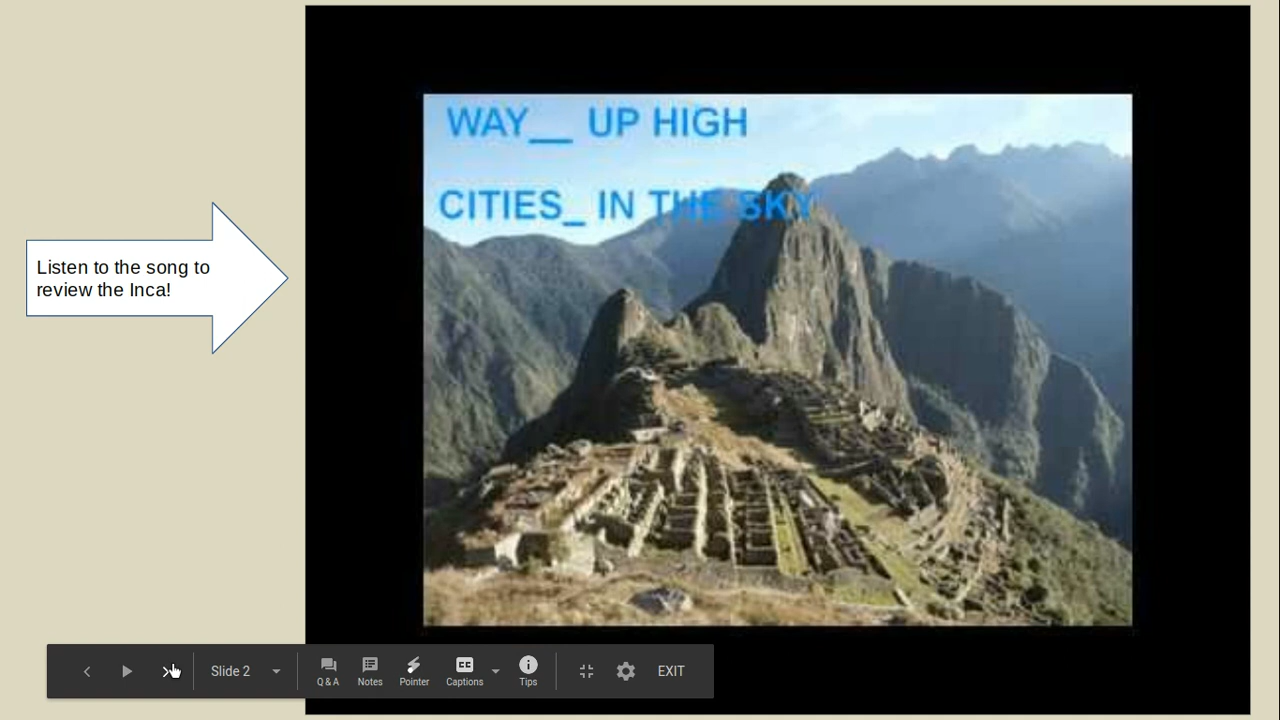 WAY__ UP HIGH
CITIES_ IN THE SKY
Listen to the song to
review the Inca!
Slide 2
Q & A
Notes
Pointer
CC
Captions
Tips
EXIT